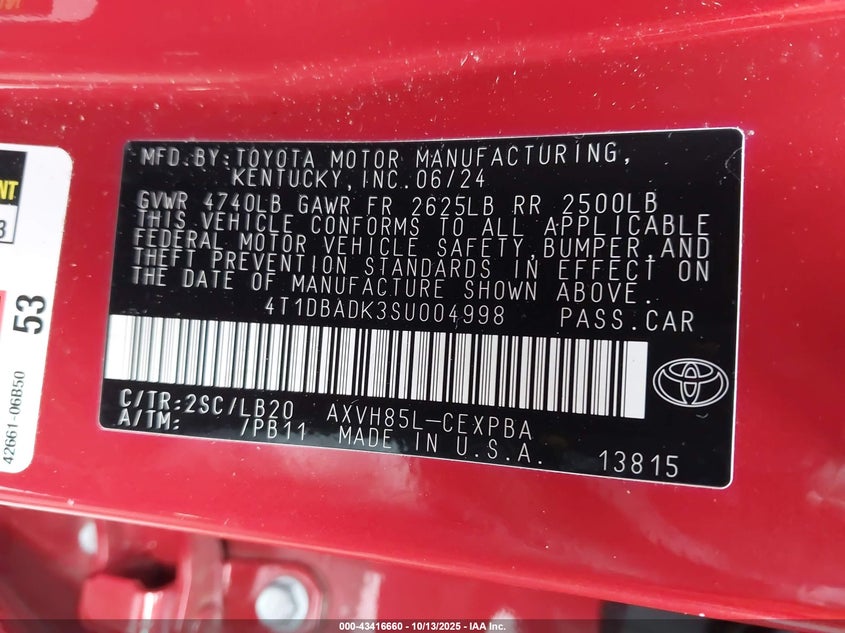 MFD.BY:TOYOTA MOTOR MANUFACTURING,
KENTUCKY,INC.06/24
GVWR 4740LB GAWR FR 2625LB RR 2500LB
THIS VEHICLE CONFORMS TO ALL APPLICABLE
FEDERAL MOTOR VEHICLE SAFETY,BUMPER,AND
THEFT PREVENTION STANDARDS IN EFFECT ON
THE DATE OF MANUFACTURE SHOWN ABOVE.
4T1DBADK3SU004998 PASS.CAR
C/TR:2SC/LB20 AXVH85L-CEXPBA
A/TM: /PB11 MADE IN U.S.A. 13815
53
42661-06B50
000-43416660 - 10/13/2025 - IAA Inc.